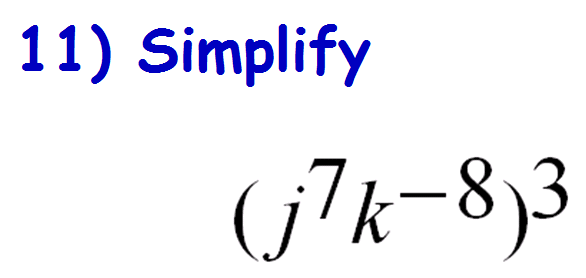 11) Simplify
(j⁷k⁻⁸)³